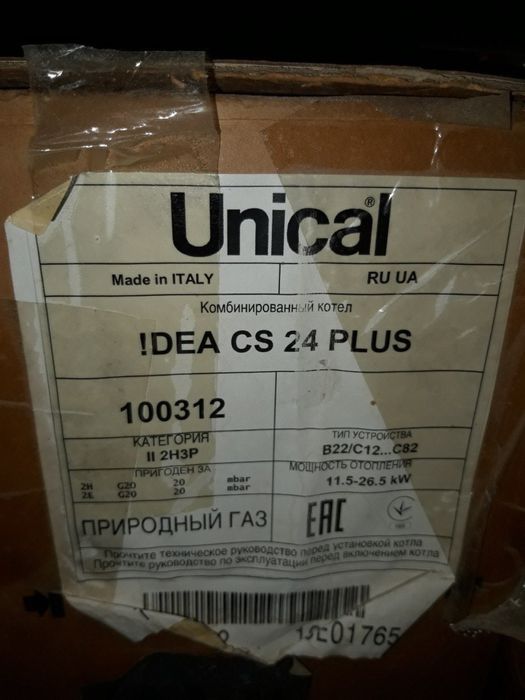 Unical®
Made in ITALY RU UA
Комбинированный котел
!DEA CS 24 PLUS
100312
КАТЕГОРИЯ
II 2H3P
ТИП УСТРОЙСТВА
B22/C12...C82
ПРИГОДЕН ЗА
2H G20 20 mbar
2E G20 20 mbar
МОЩНОСТЬ ОТОПЛЕНИЯ
11.5-26.5 kW
ПРИРОДНЫЙ ГАЗ
EAC
Прочтите техническое руководство перед установкой котла
Прочтите руководство по эксплуатации перед включением котла
01765